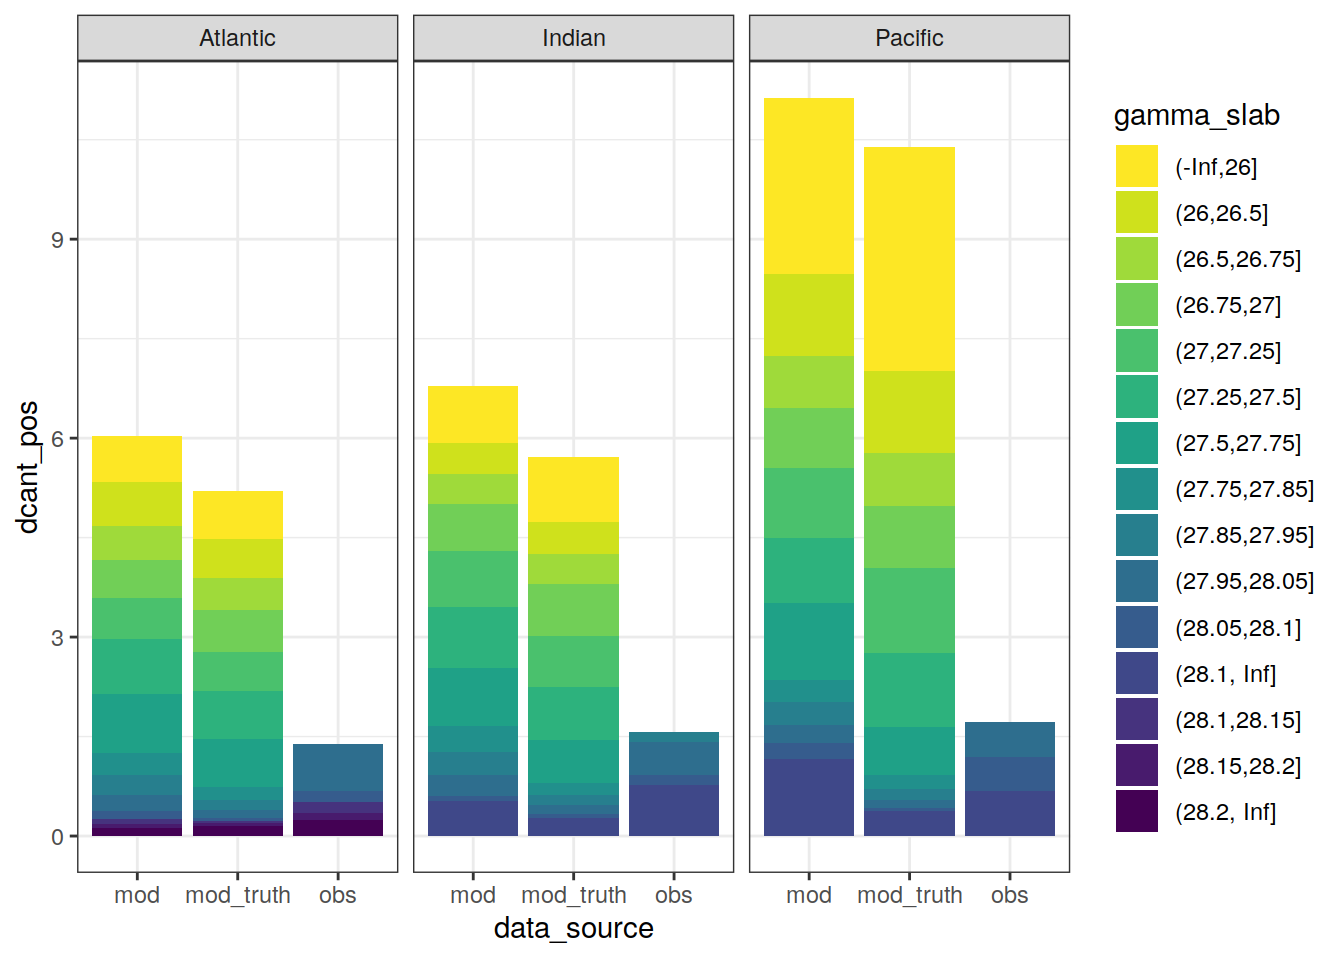 Atlantic Indian Pacific
gamma_slab
(-Inf,26]
(26,26.5]
(26.5,26.75]
(26.75,27]
(27,27.25]
(27.25,27.5]
(27.5,27.75]
(27.75,27.85]
(27.85,27.95]
(27.95,28.05]
(28.05,28.1]
(28.1, Inf]
(28.1,28.15]
(28.15,28.2]
(28.2, Inf]
dcant_pos
9
6
3
0
mod mod_truth obs mod mod_truth obs mod mod_truth obs
data_source